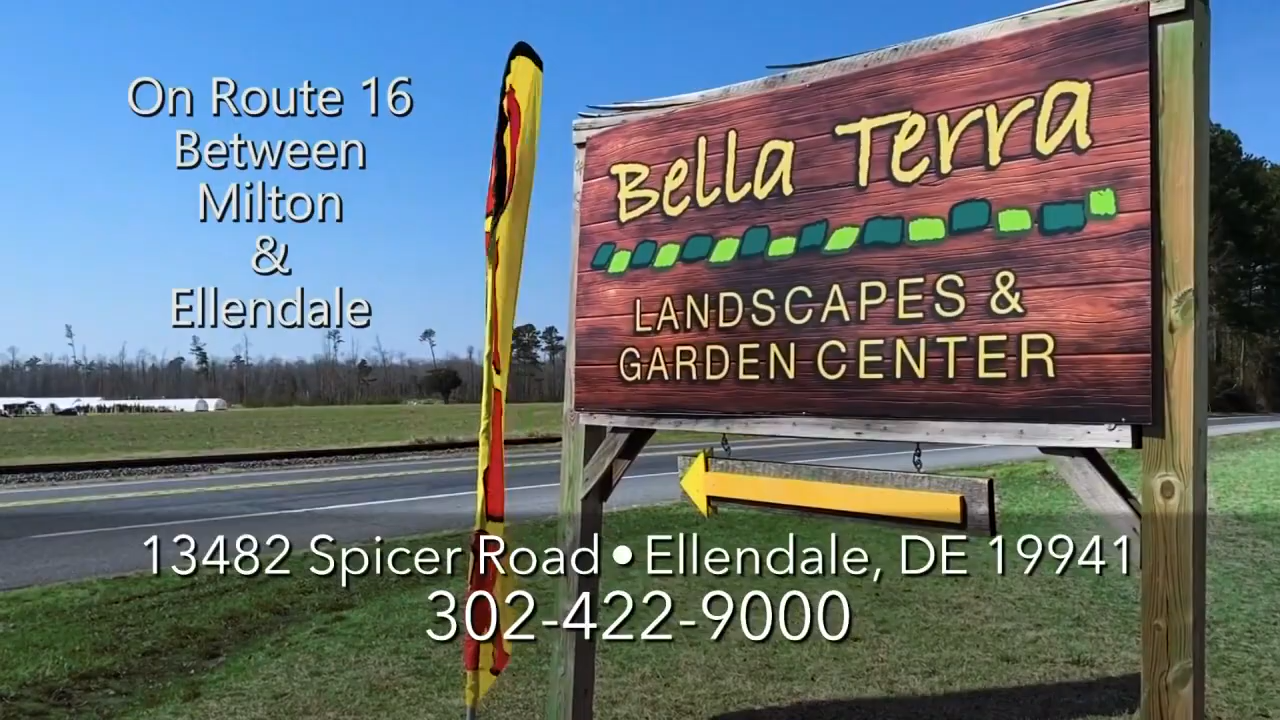 On Route 16
Between
Milton
&
Ellendale
Bella Terra
LANDSCAPES &
GARDEN CENTER
13482 Spicer Road•Ellendale, DE 19941
302-422-9000